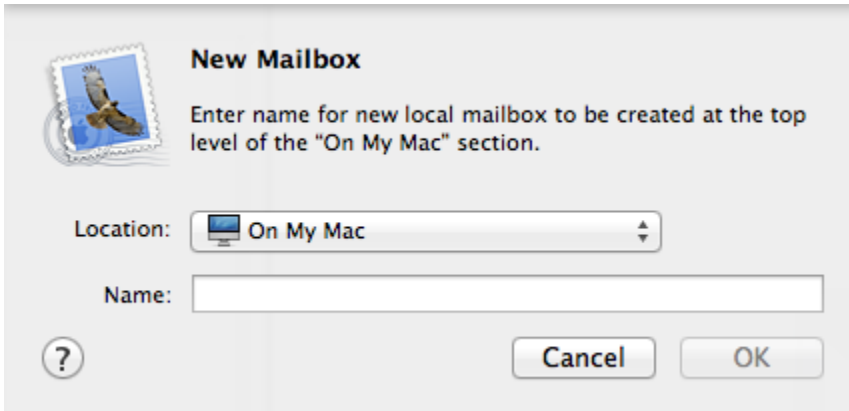 New Mailbox
Enter name for new local mailbox to be created at the top
level of the “On My Mac” section.
Location: On My Mac
Name:
? Cancel OK